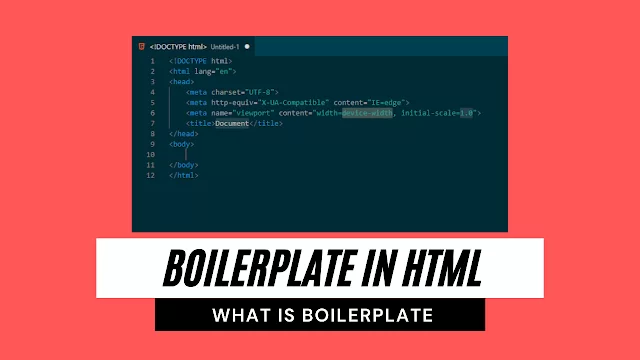 <!DOCTYPE html> Untitled-1
1 <!DOCTYPE html>
2 <html lang="en">
3 <head>
4 <meta charset="UTF-8">
5 <meta http-equiv="X-UA-Compatible" content="IE=edge">
6 <meta name="viewport" content="width=device-width, initial-scale=1.0">
7 <title>Document</title>
8 </head>
9 <body>
10
11 </body>
12 </html>
BOILERPLATE IN HTML
WHAT IS BOILERPLATE